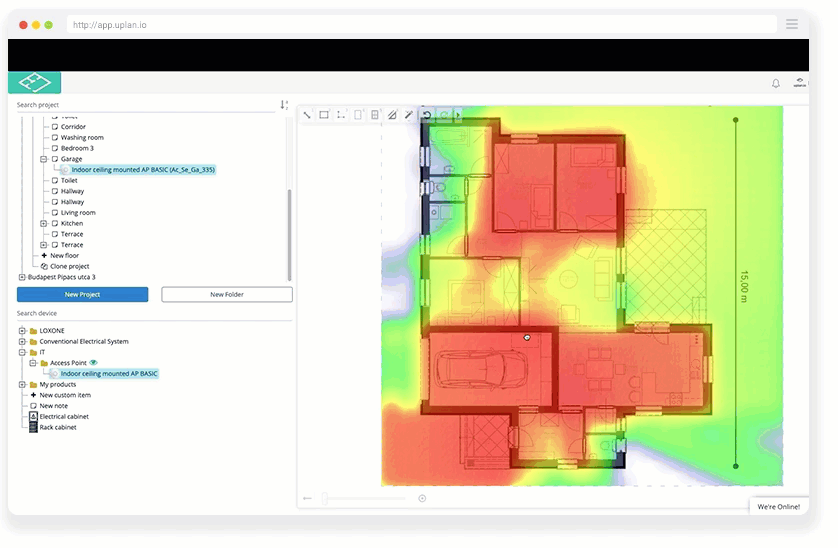 http://app.uplan.io
Search project
Toilet
Corridor
Washing room
Bedroom 3
Garage
Indoor ceiling mounted AP BASIC (Ac_Se_Ga_335)
Toilet
Hallway
Hallway
Living room
Kitchen
Terrace
Terrace
New floor
Clone project
Budapest Pipacs utca 3
New Project
New Folder
Search device
LOXONE
Conventional Electrical System
IT
Access Point
Indoor ceiling mounted AP BASIC
My products
New custom item
New note
Electrical cabinet
Rack cabinet
15,00 m
We're Online!